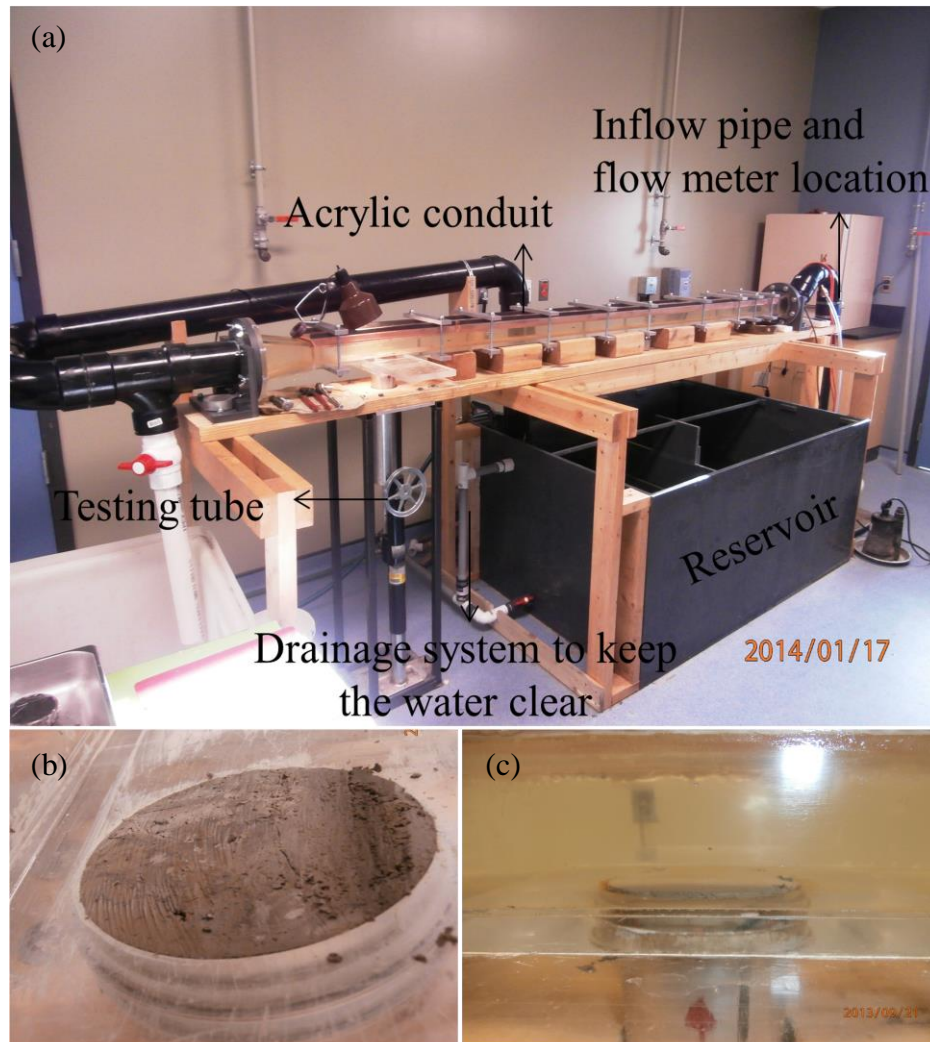 (a)
Inflow pipe and
flow meter location
Acrylic conduit
Testing tube
Reservoir
Drainage system to keep
the water clear
2014/01/17
(b)
(c)
2013/09/21